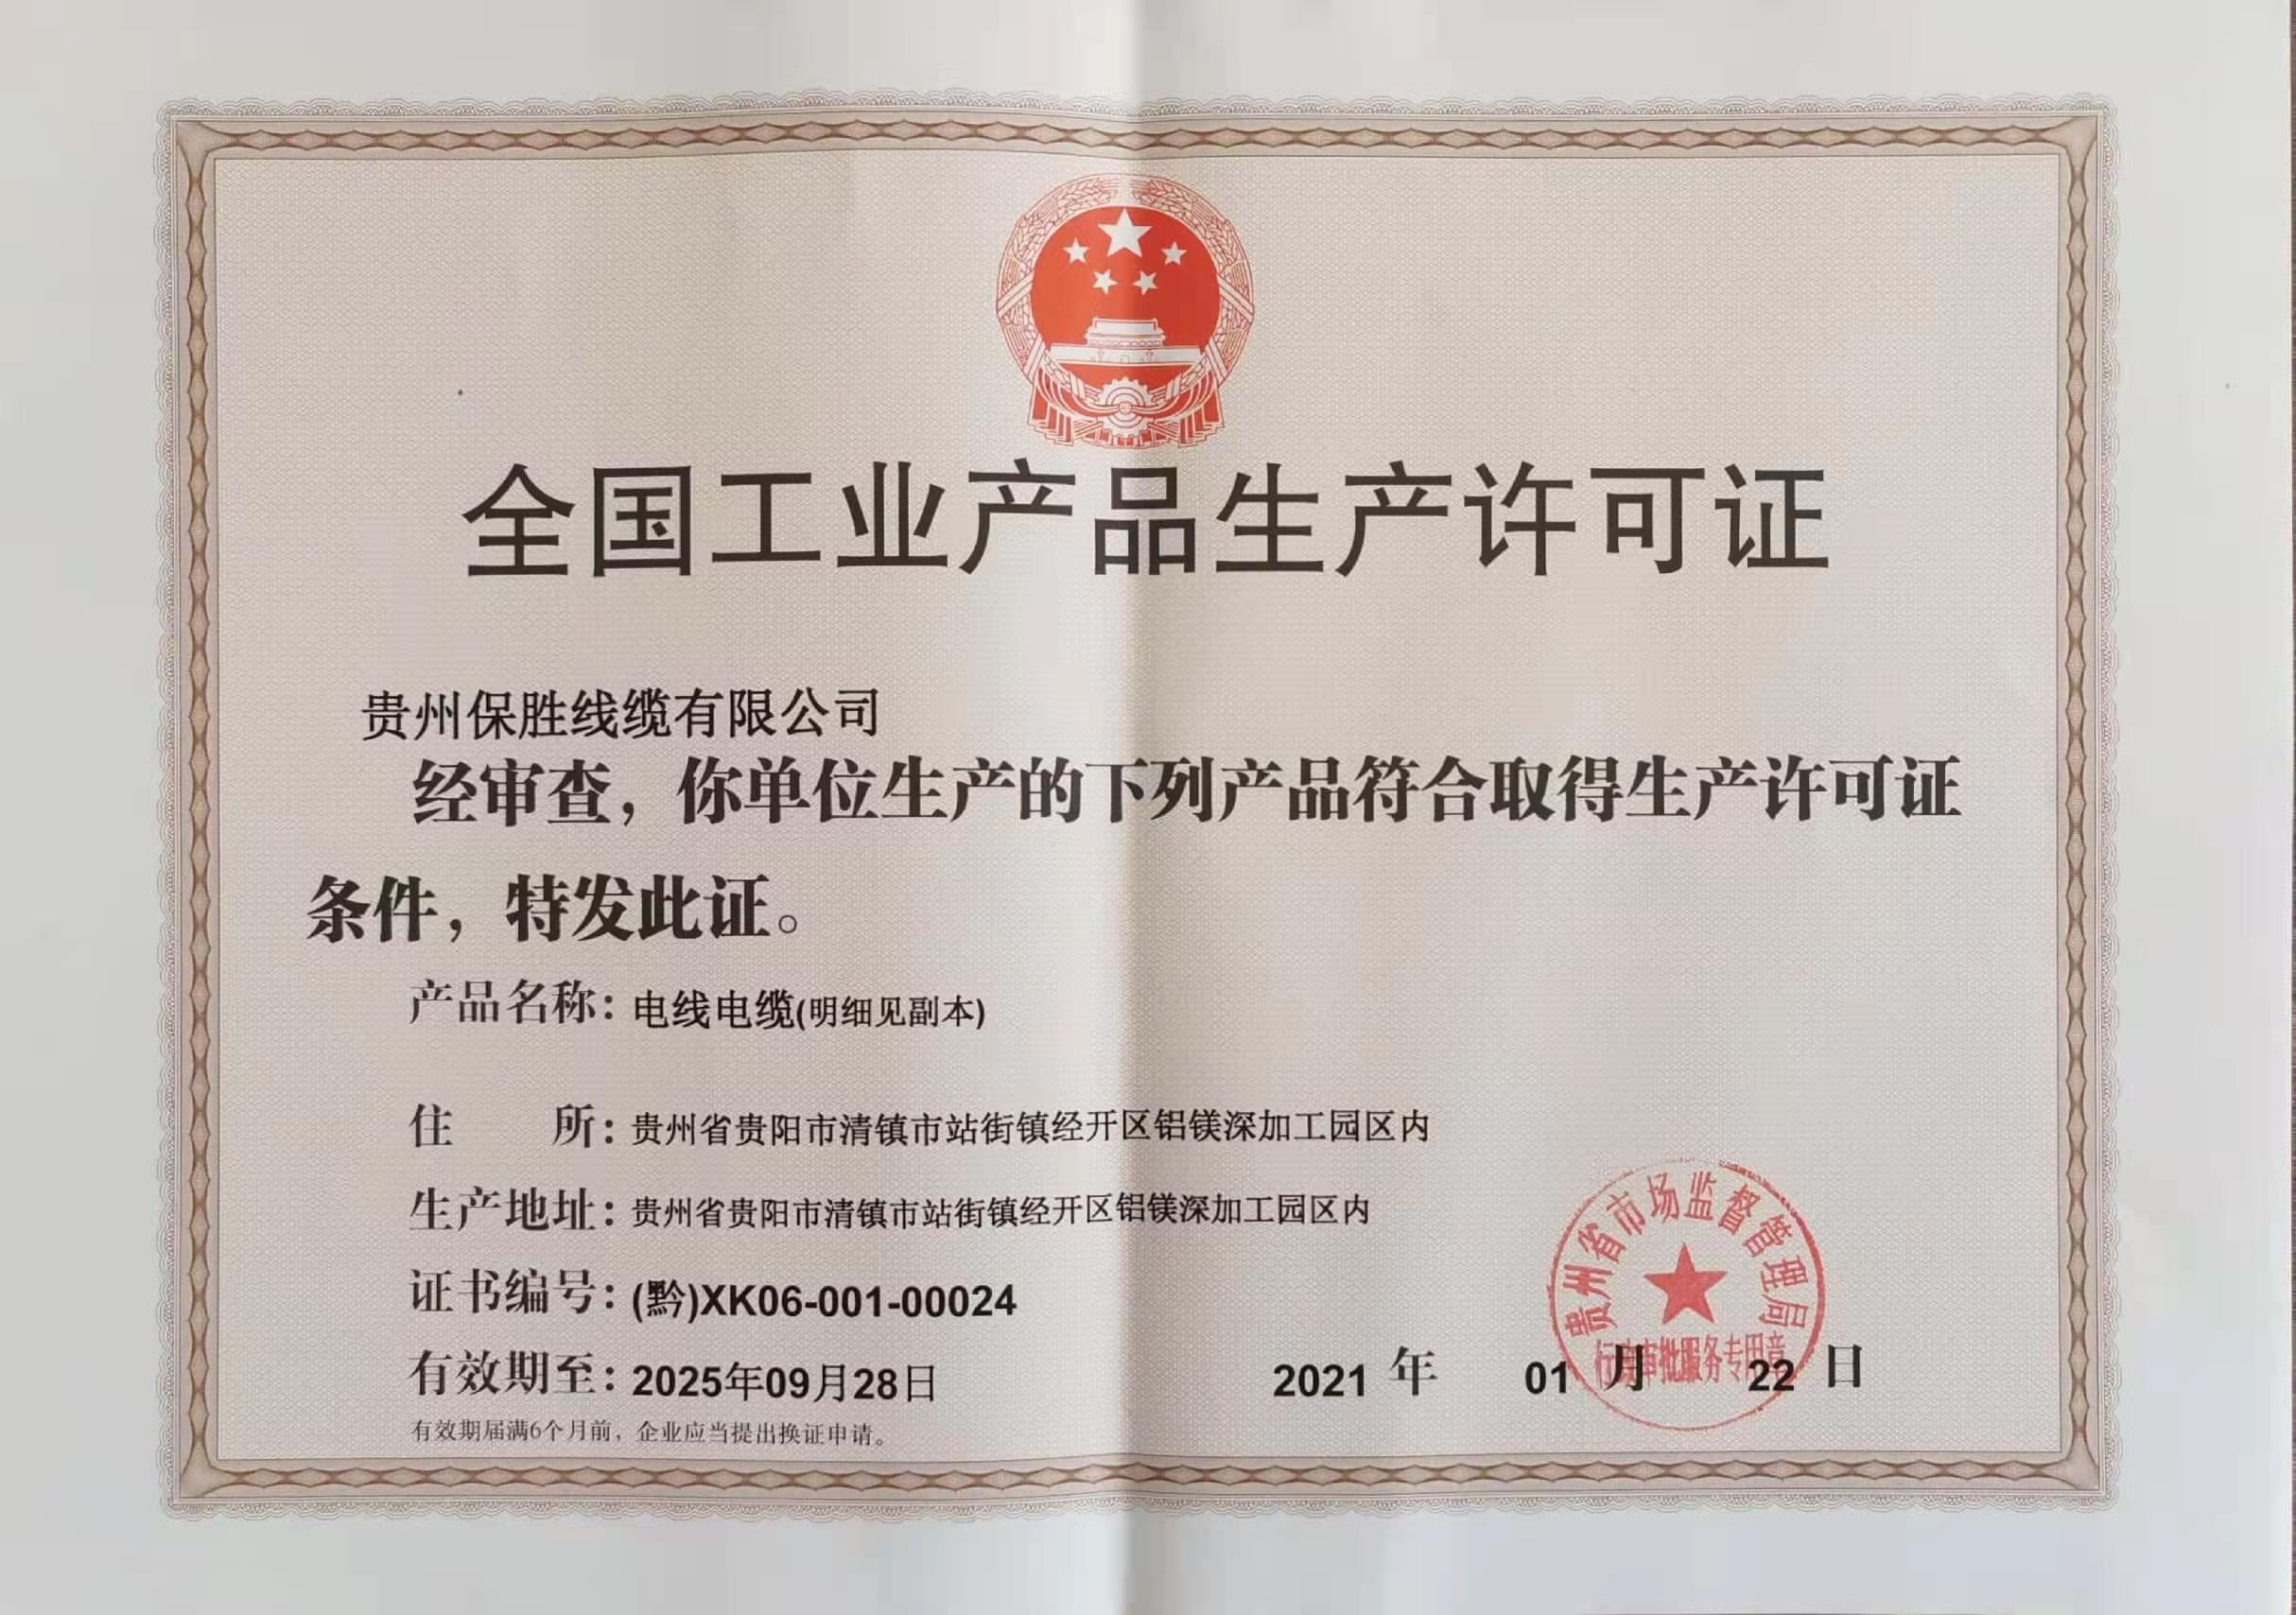 全国工业产品生产许可证
贵州保胜线缆有限公司
经审查，你单位生产的下列产品符合取得生产许可证
条件，特发此证。
产品名称：电线电缆(明细见副本)
住 所：贵州省贵阳市清镇市站街镇经开区铝镁深加工园区内
生产地址：贵州省贵阳市清镇市站街镇经开区铝镁深加工园区内
证书编号：(黔)XK06-001-00024
有效期至：2025年09月28日
2021 年 01 月 22 日
贵州省市场监督管理局
行政审批服务专用章
有效期届满6个月前，企业应当提出换证申请。